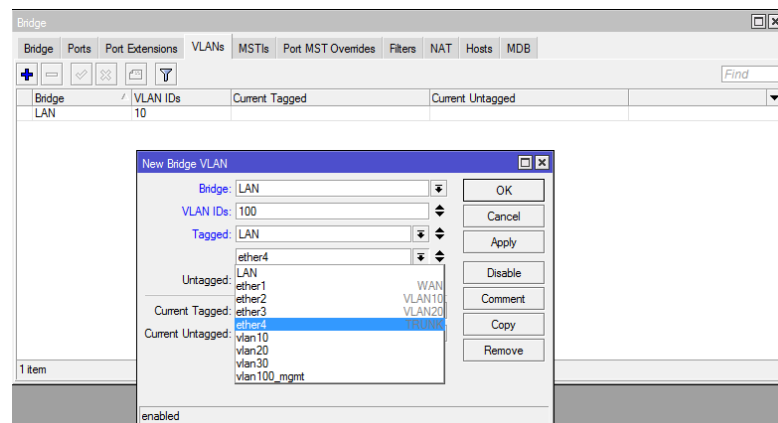 Bridge
Bridge Ports Port Extensions VLANs MSTIs Port MST Overrides Filters NAT Hosts MDB
Find
Bridge VLAN IDs Current Tagged Current Untagged
LAN 10
New Bridge VLAN
Bridge: LAN
VLAN IDs: 100
Tagged: LAN
ether4
Untagged:
Current Tagged:
Current Untagged:
LAN
ether1 WAN
ether2 VLAN10
ether3 VLAN20
ether4 TRUNK
vlan10
vlan20
vlan30
vlan100_mgmt
OK
Cancel
Apply
Disable
Comment
Copy
Remove
enabled
1 item